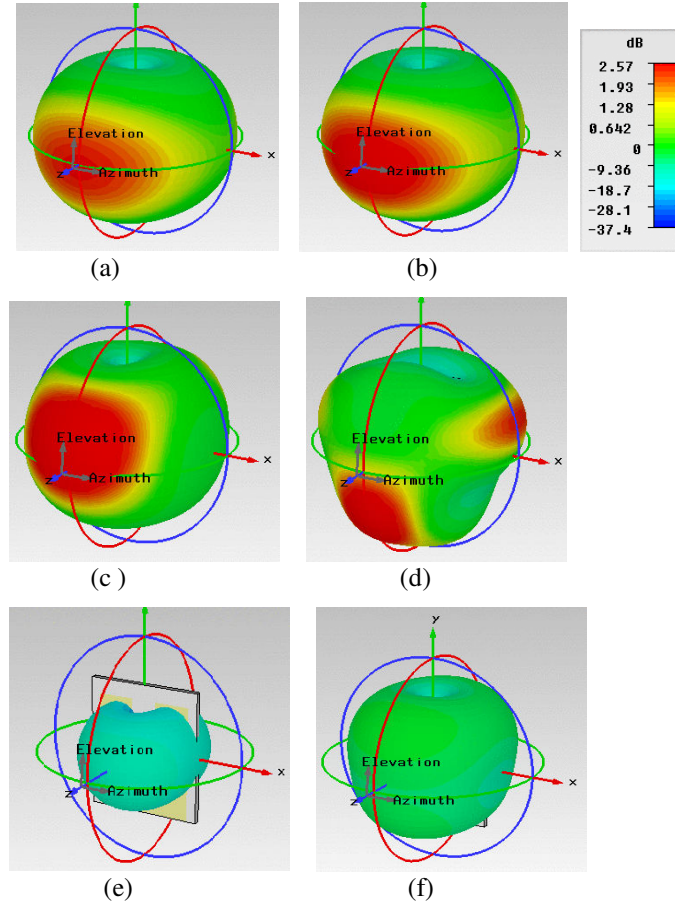 Elevation
Azimuth
z
x
(a)
Elevation
Azimuth
z
x
(b)
dB
2.57
1.93
1.28
0.642
0
-9.36
-18.7
-28.1
-37.4
Elevation
Azimuth
z
x
(c )
Elevation
Azimuth
z
x
(d)
Elevation
Azimuth
z
x
(e)
y
Elevation
Azimuth
z
x
(f)